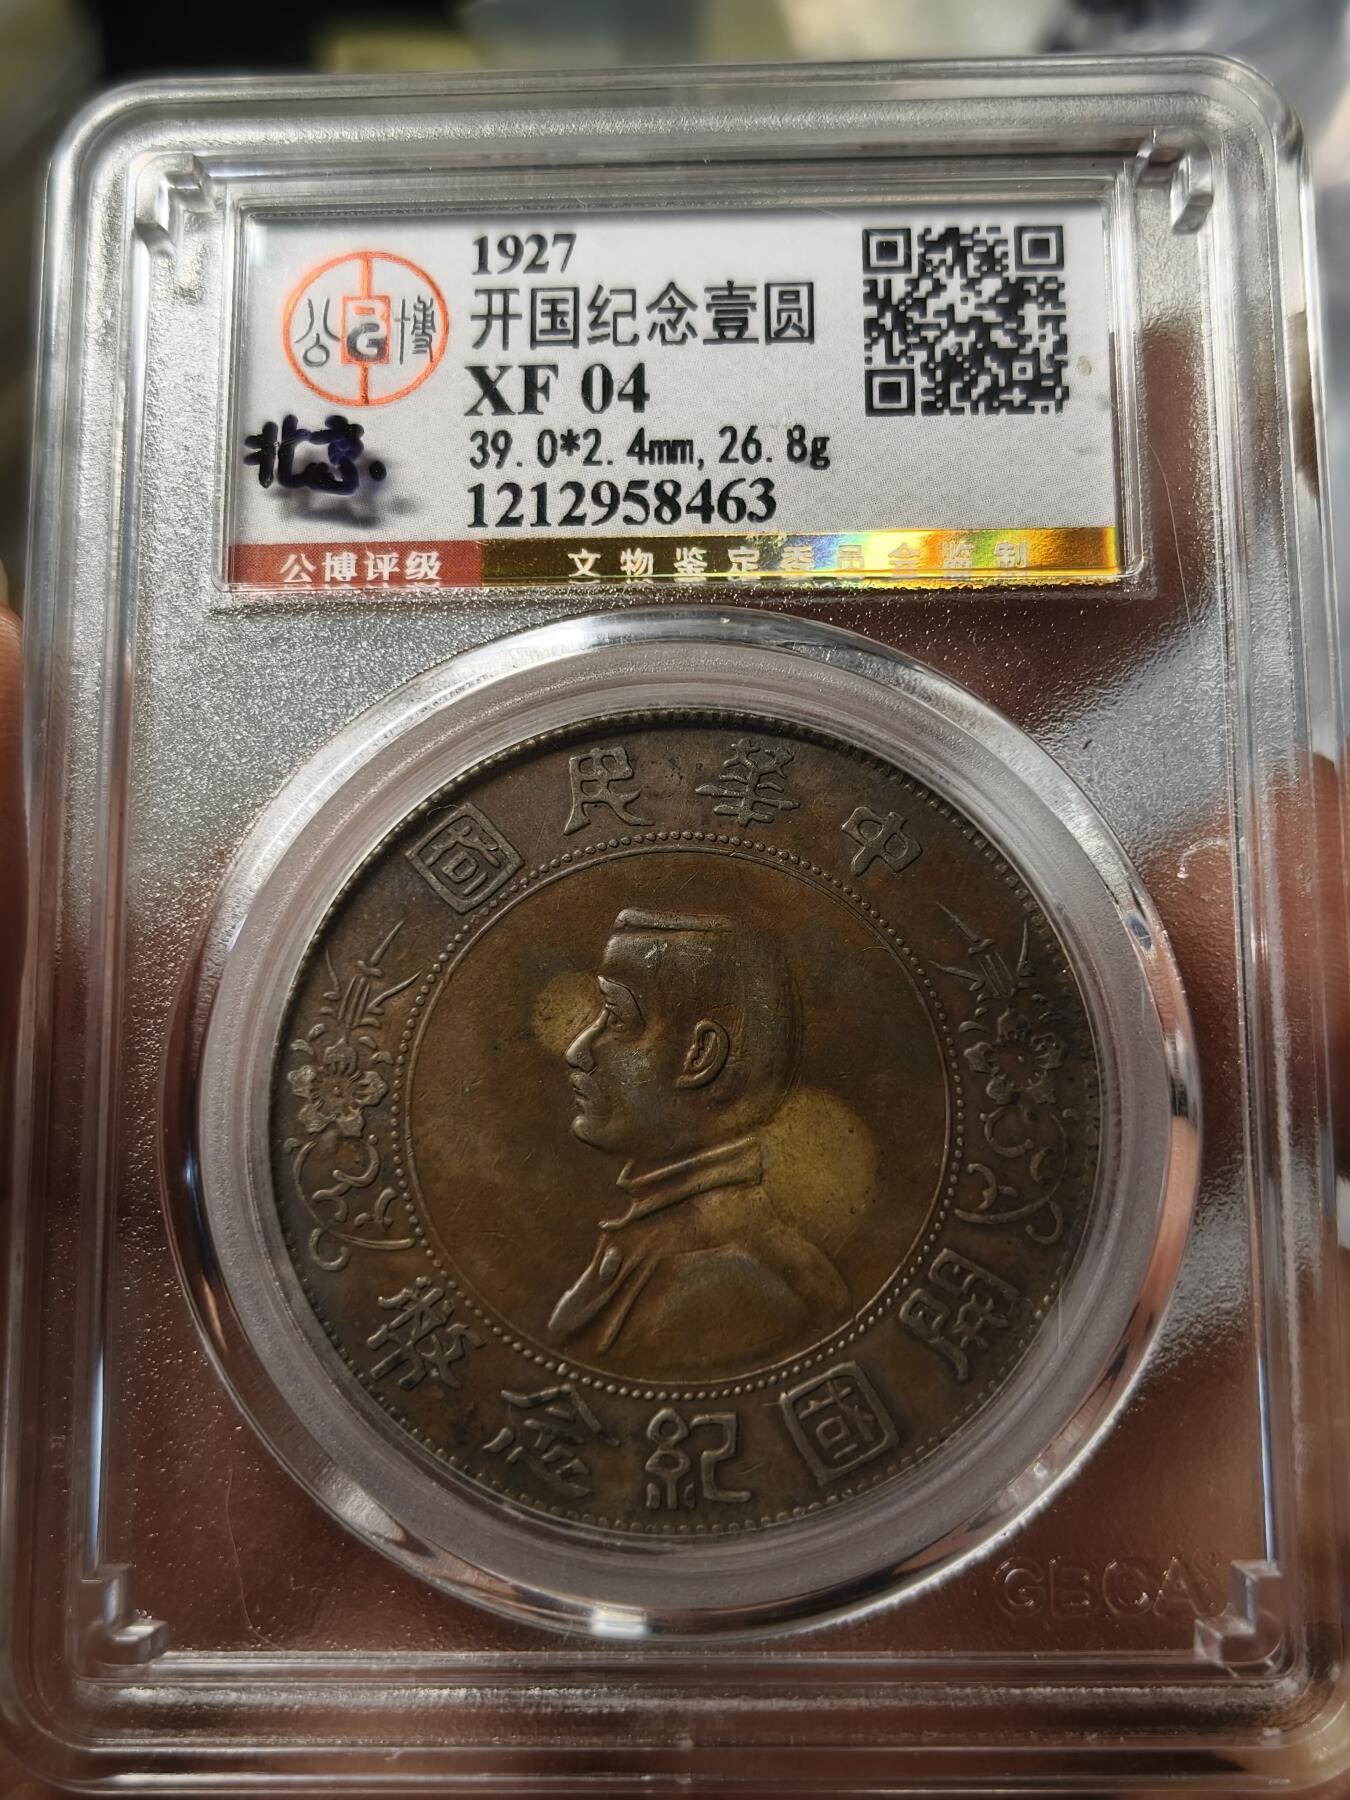 1927
开国纪念壹圆
公 G 博
XF 04
北京.
39.0*2.4mm,26.8g
1212958463
公博评级
文物鉴定委员会监制
中華民國
開國紀念幣
GBCA